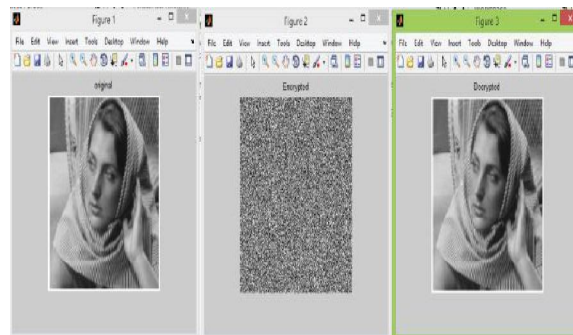 Figure 1
File Edit View Insert Tools Desktop Window Help
original
Figure 2
File Edit View Insert Tools Desktop Window Help
Encrypted
Figure 3
File Edit View Insert Tools Desktop Window Help
Decrypted